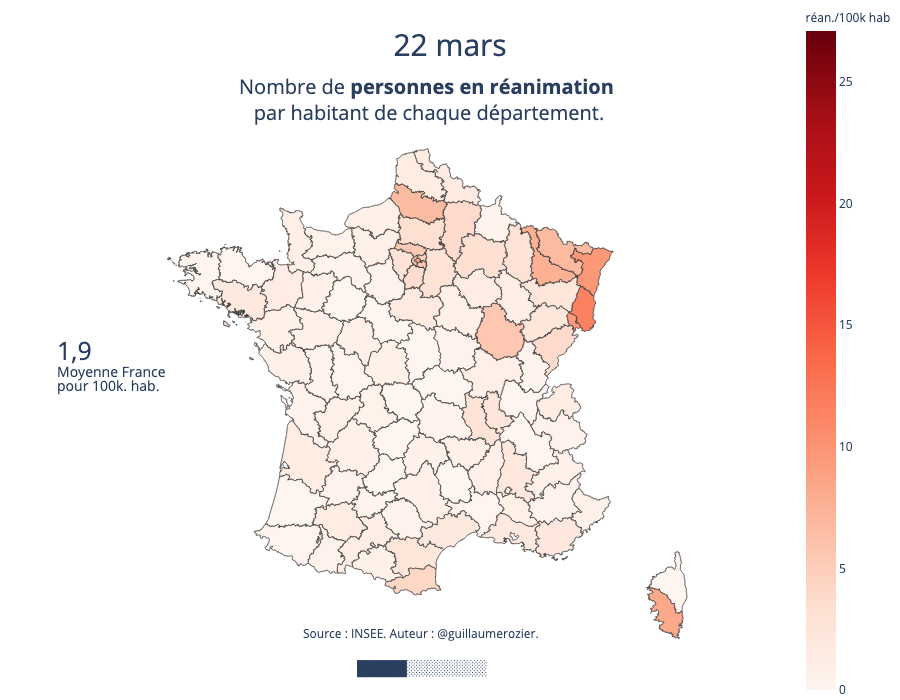 réan./100k hab
22 mars
Nombre de personnes en réanimation
par habitant de chaque département.
25
20
15
10
5
0
1,9
Moyenne France
pour 100k. hab.
Source : INSEE. Auteur : @guillaumerozier.